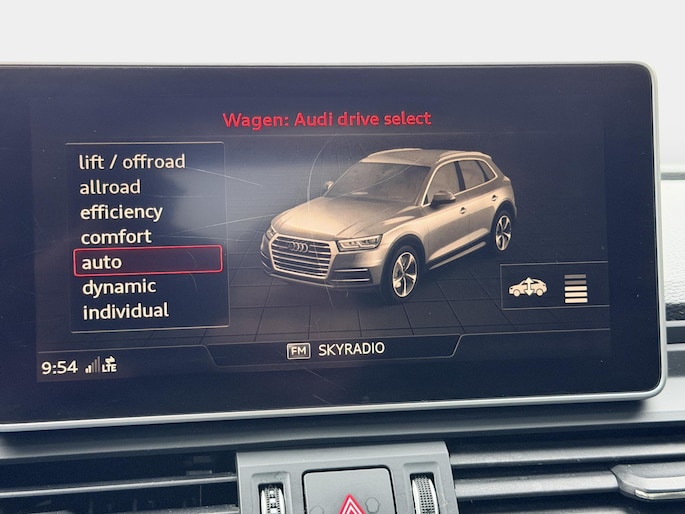 Wagen: Audi drive select
lift / offroad
allroad
efficiency
comfort
auto
dynamic
individual
FM SKYRADIO
9:54 LTE